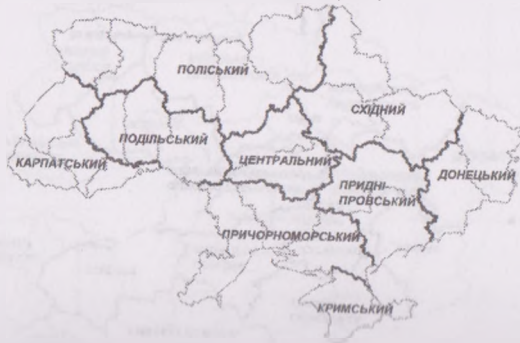 ПОЛІСЬКИЙ
СХІДНИЙ
ПОДІЛЬСЬКИЙ
КАРПАТСЬКИЙ
ЦЕНТРАЛЬНИЙ
ДОНЕЦЬКИЙ
ПРИДНІ-
ПРОВСЬКИЙ
ПРИЧОРНОМОРСЬКИЙ
КРИМСЬКИЙ